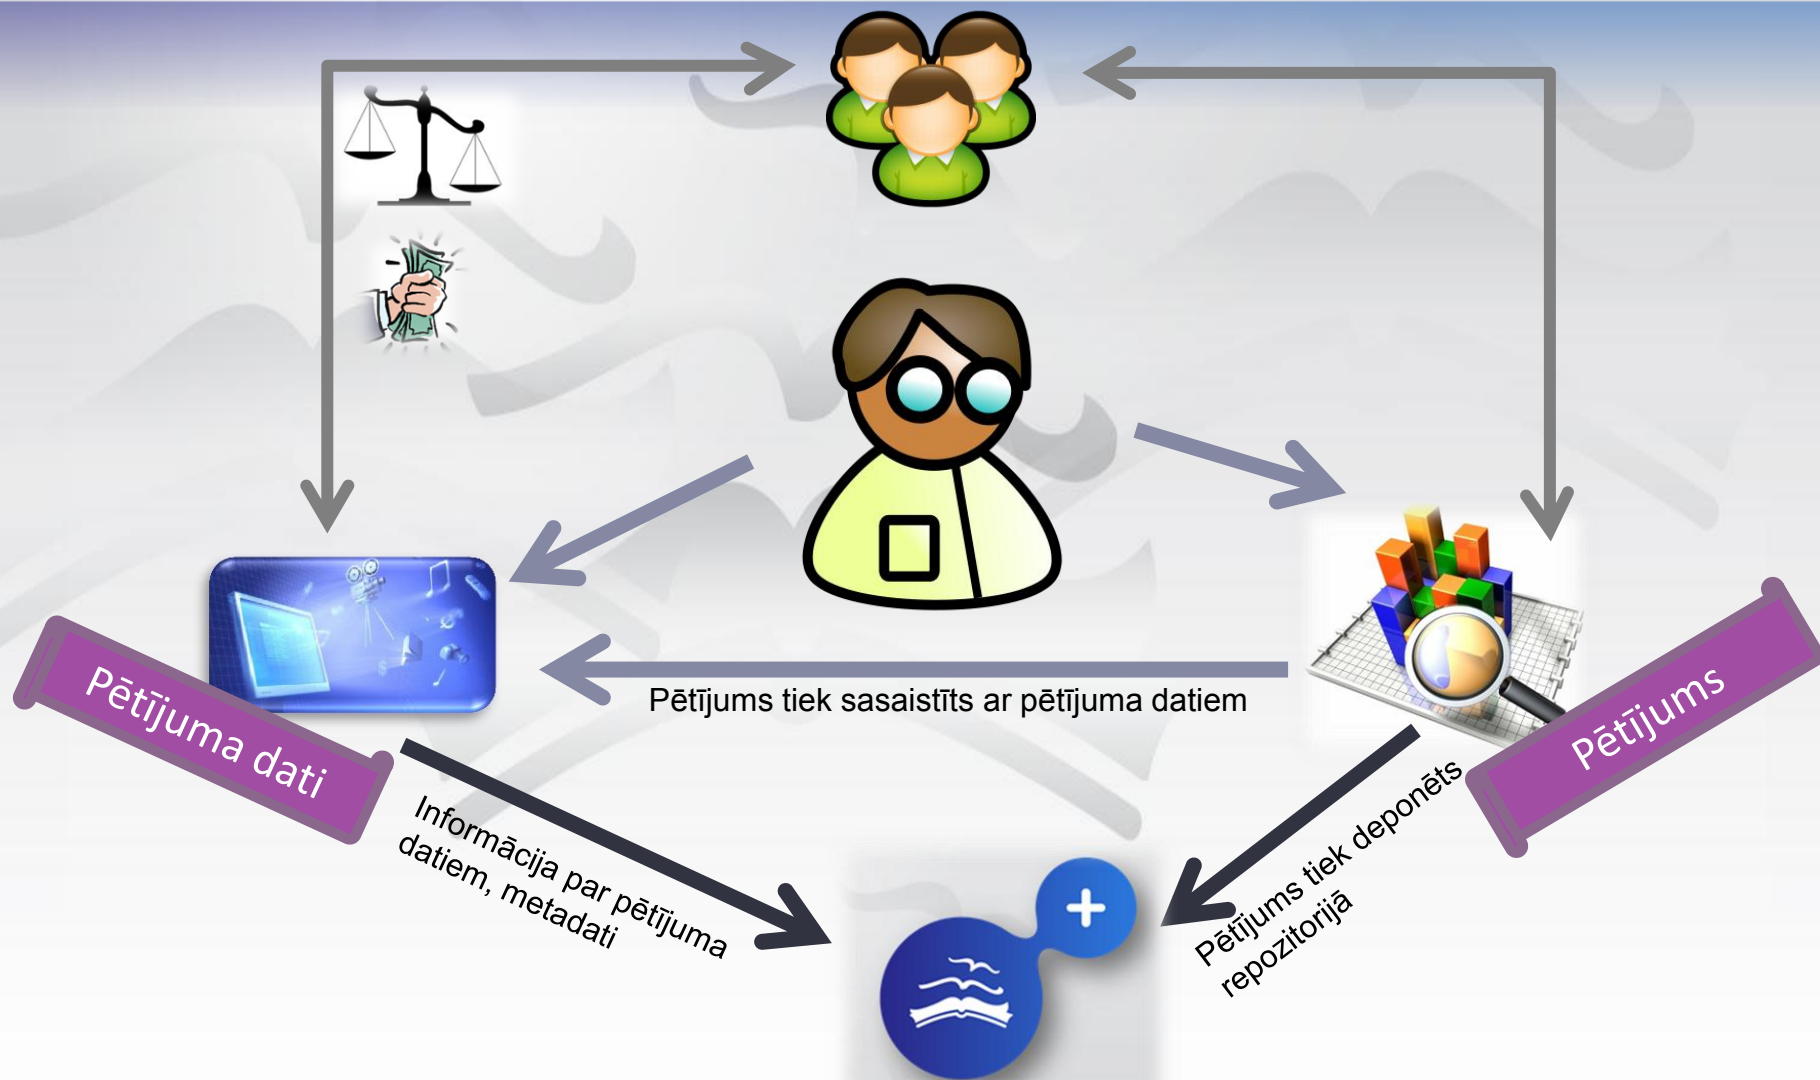 Pētījums tiek sasaistīts ar pētījuma datiem
Pētījuma dati
Pētījums
Informācija par pētījuma
datiem, metadati
Pētījums tiek deponēts
repozitorijā